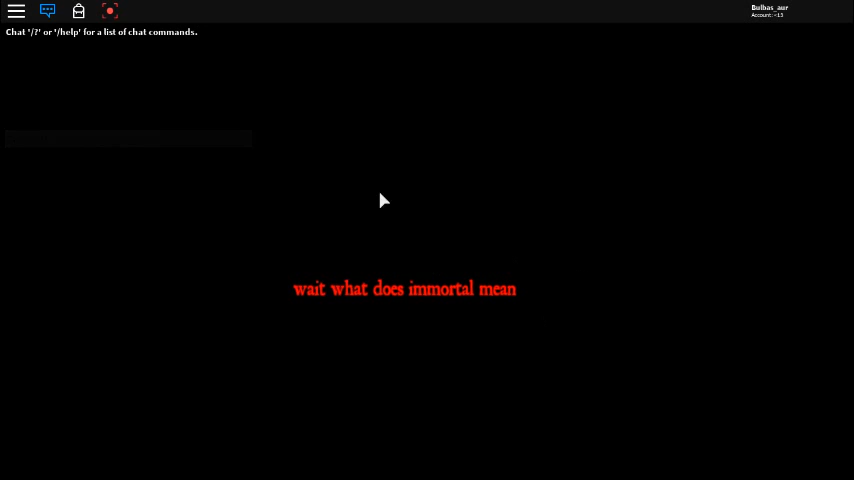 Bulbas_aur
Account: <13
Chat '/?' or '/help' for a list of chat commands.
wait what does immortal mean